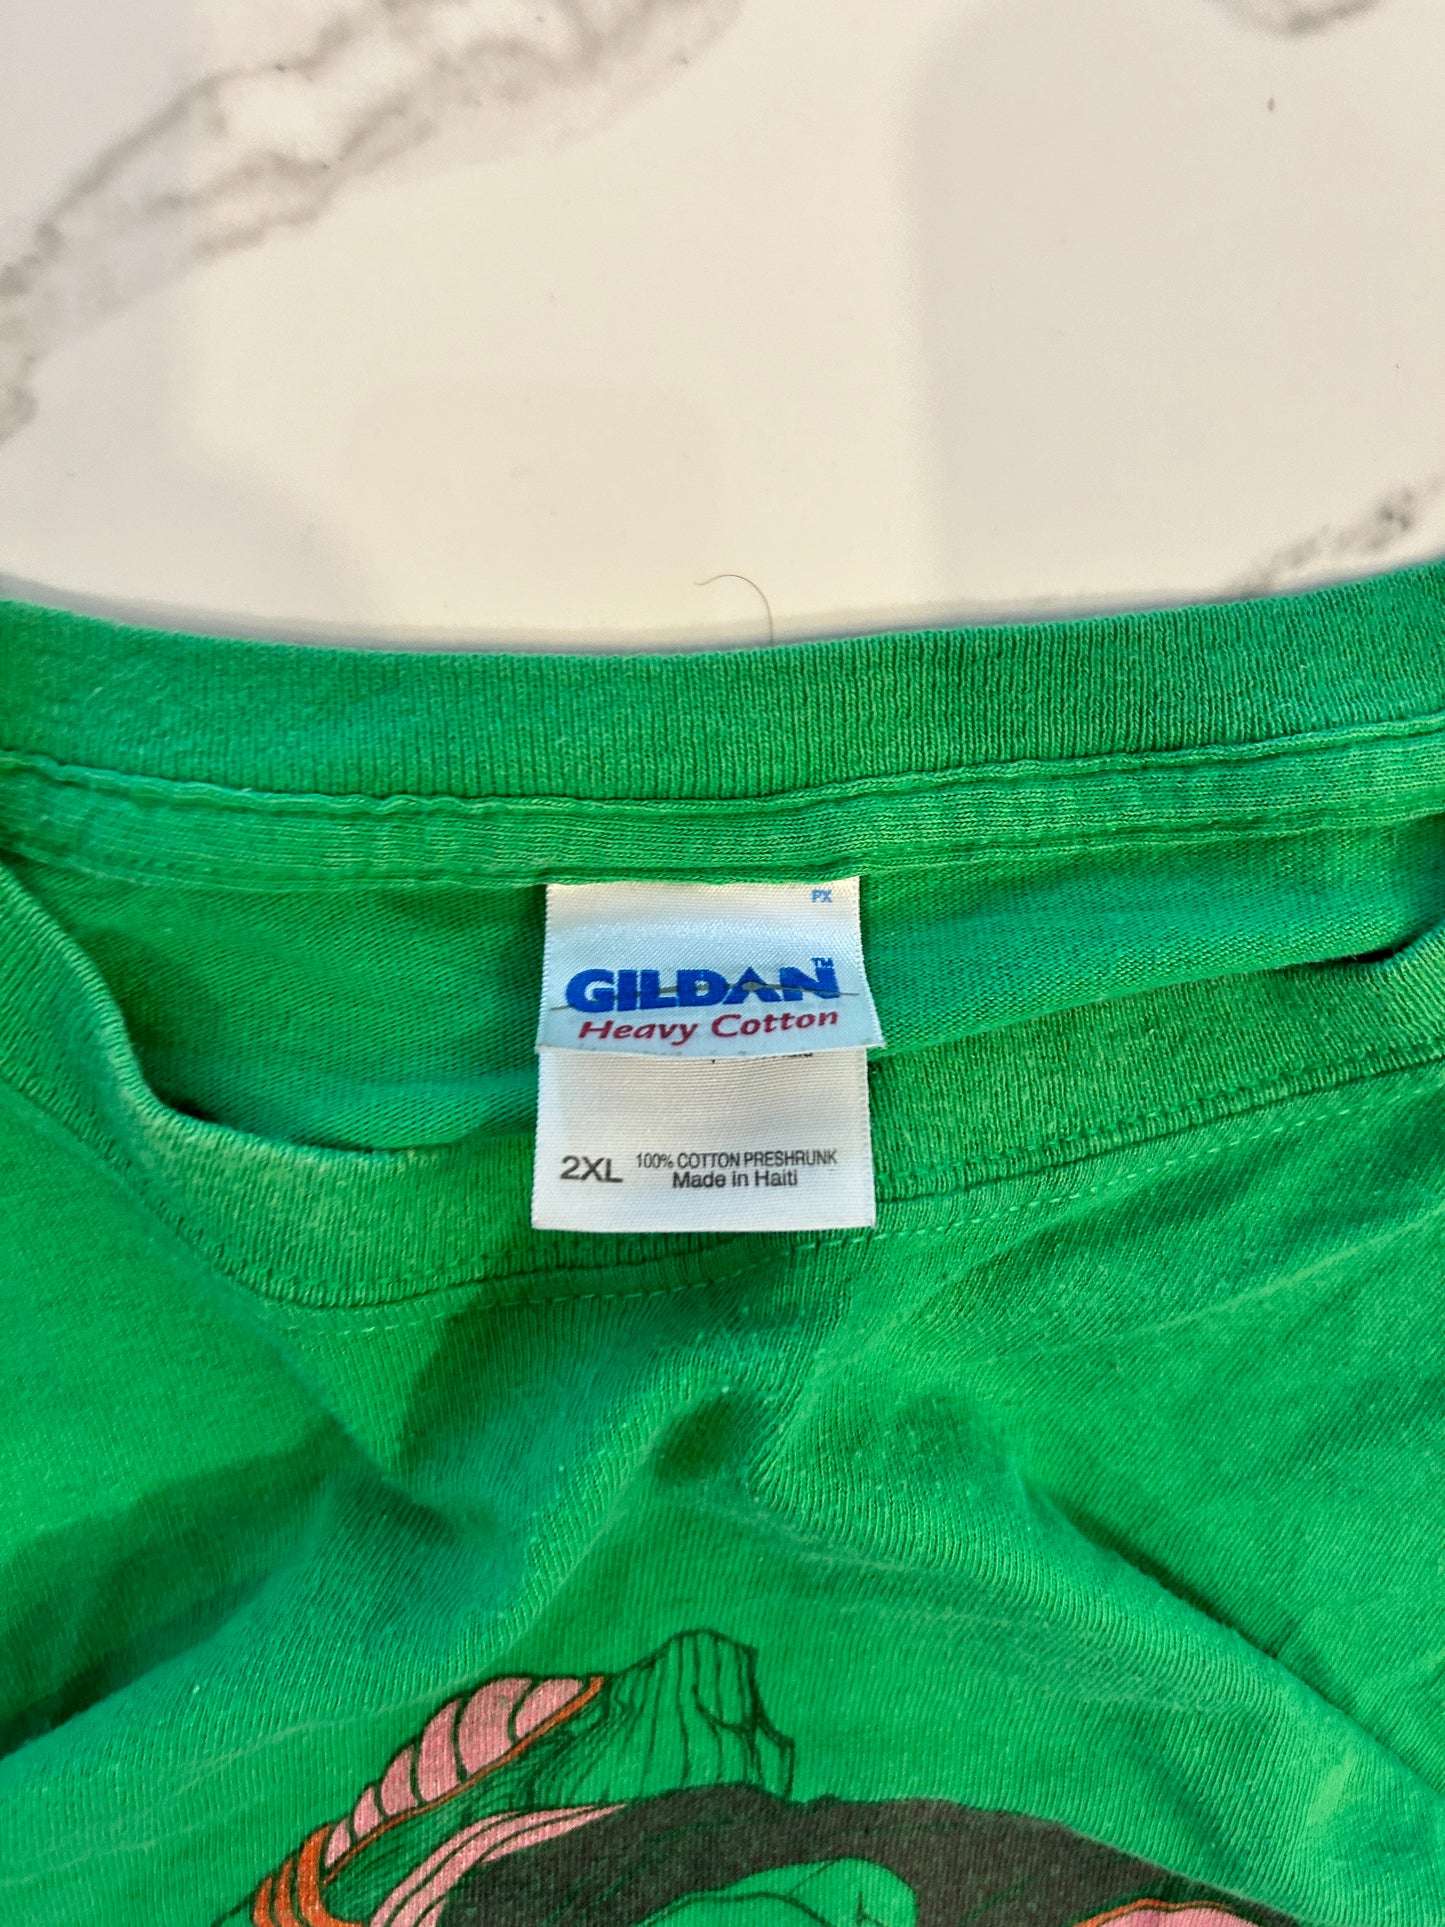 PX
GILDAN™
Heavy Cotton
2XL 100% COTTON PRESHRUNK
Made in Haiti